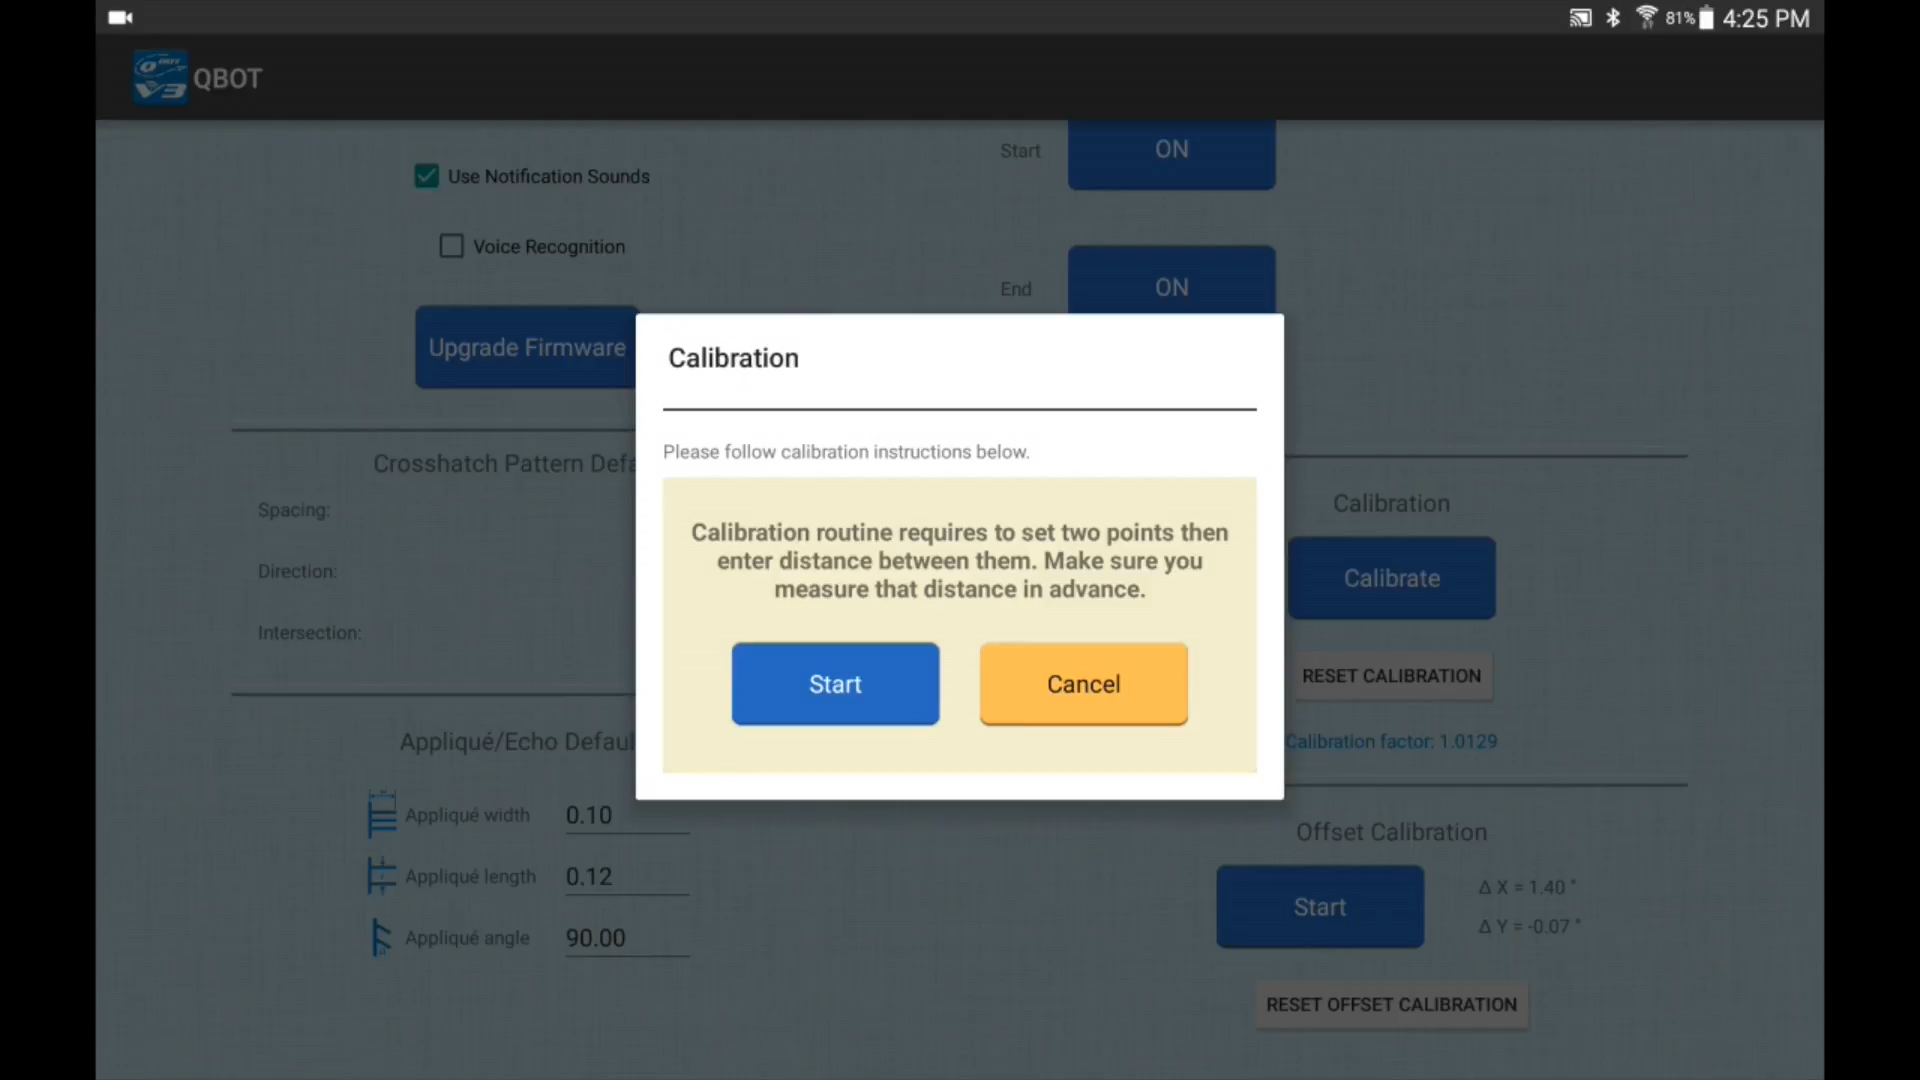 81% 4:25 PM
QBOT
Use Notification Sounds
Voice Recognition
Upgrade Firmware
Start ON
End ON
Crosshatch Pattern Defa
Spacing:
Direction:
Intersection:
Appliqué/Echo Defaul
Appliqué width 0.10
Appliqué length 0.12
Appliqué angle 90.00
Calibration
Please follow calibration instructions below.
Calibration routine requires to set two points then
enter distance between them. Make sure you
measure that distance in advance.
Start Cancel
Calibration
Calibrate
RESET CALIBRATION
Calibration factor: 1.0129
Offset Calibration
Start
Δ X = 1.40 "
Δ Y = -0.07 "
RESET OFFSET CALIBRATION